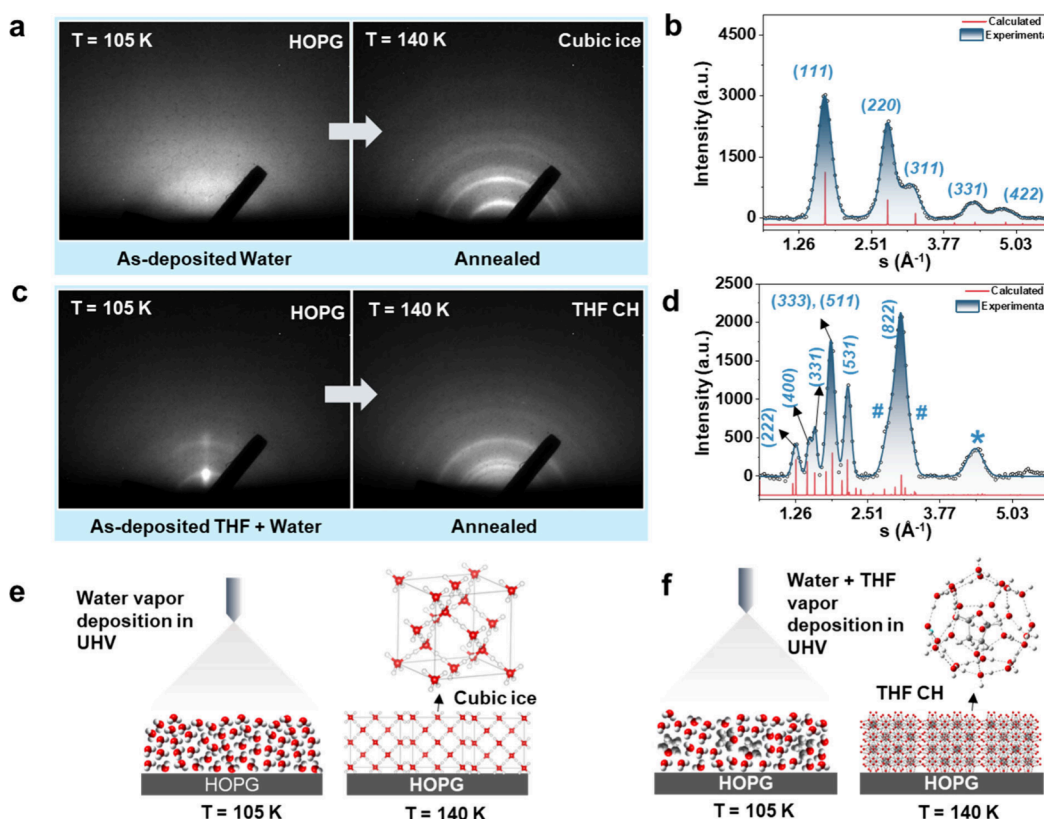 a
T = 105 K
HOPG
T = 140 K
Cubic ice
As-deposited Water
Annealed
b
Calculated
Experimenta
Intensity (a.u.)
4500
3000
1500
0
(111)
(220)
(311)
(331)
(422)
1.26
2.51
3.77
5.03
s (Å⁻¹)
c
T = 105 K
HOPG
T = 140 K
THF CH
As-deposited THF + Water
Annealed
d
Calculated
Experimenta
Intensity (a.u.)
2500
2000
1500
1000
500
0
(333), (511)
(222)
(400)
(331)
(531)
(822)
#
#
*
1.26
2.51
3.77
5.03
s (Å⁻¹)
e
Water vapor
deposition in
UHV
Cubic ice
HOPG
HOPG
T = 105 K
T = 140 K
f
Water + THF
vapor
deposition in
UHV
THF CH
HOPG
HOPG
T = 105 K
T = 140 K